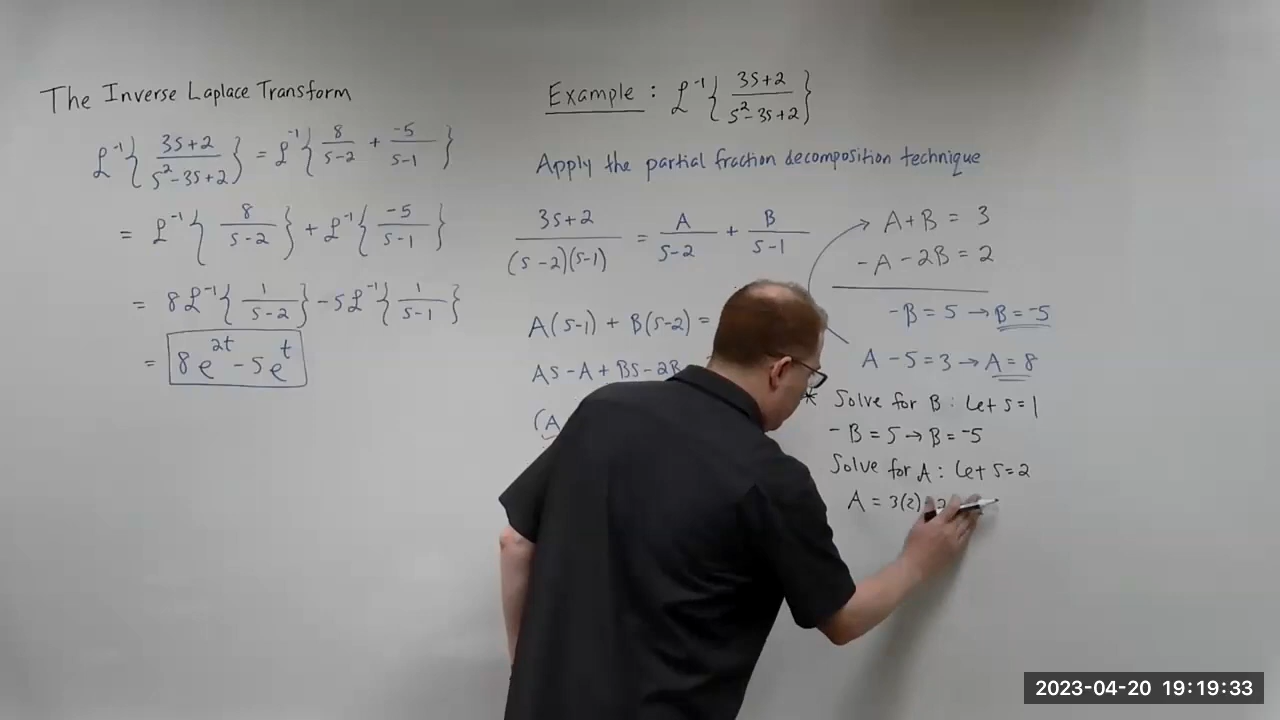 The Inverse Laplace Transform
ℒ⁻¹{ (3s+2)/(s²-3s+2) } = ℒ⁻¹{ 8/(s-2) + -5/(s-1) }
= ℒ⁻¹{ 8/(s-2) } + ℒ⁻¹{ -5/(s-1) }
= 8ℒ⁻¹{ 1/(s-2) } - 5ℒ⁻¹{ 1/(s-1) }
= 8e^2t - 5e^t
Example : ℒ⁻¹{ (3s+2)/(s²-3s+2) }
Apply the partial fraction decomposition technique
(3s+2)/((s-2)(s-1)) = A/(s-2) + B/(s-1)
A(s-1) + B(s-2) =
As - A + Bs - 2B
(A
→ A+B = 3
-A - 2B = 2
-B = 5 → B = -5
A - 5 = 3 → A = 8
* Solve for B : Let s=1
-B = 5 → B = -5
Solve for A : Let s=2
A = 3(2)
2023-04-20 19:19:33